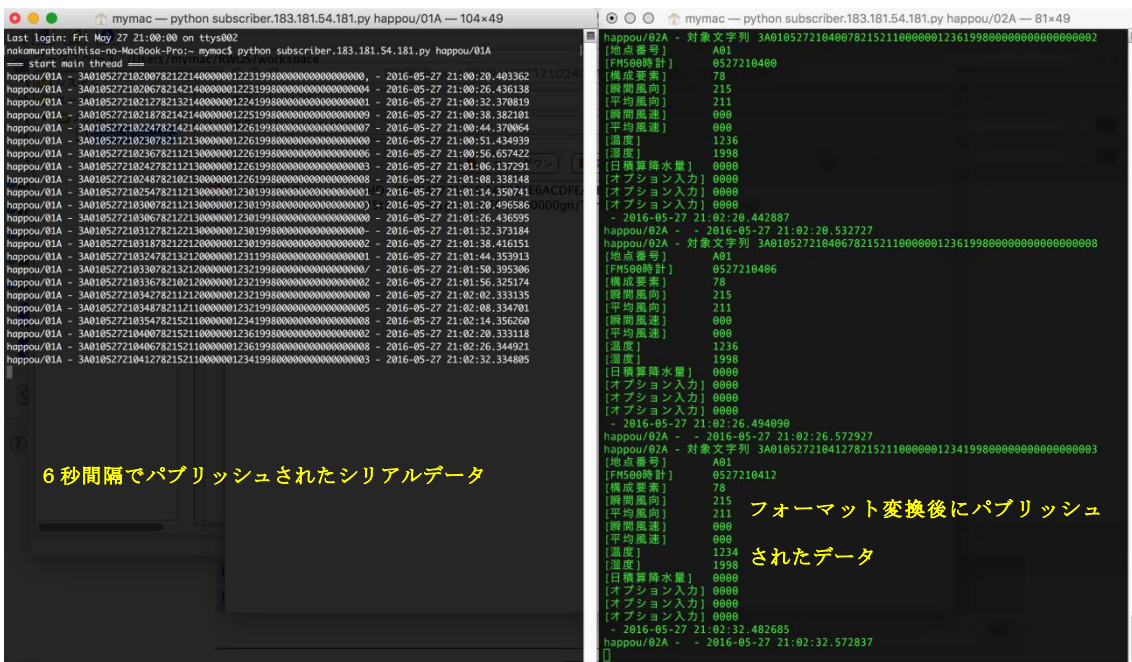 mymac — python subscriber.183.181.54.181.py happou/01A — 104×49
Last login: Fri May 27 21:00:00 on ttys002
nakamuratoshihisa-no-MacBook-Pro:~ mymac$ python subscriber.183.181.54.181.py happou/01A
=== start main thread ===
happou/01A - 3A010527210200782122140000001223199800000000000000000, - 2016-05-27 21:00:20.403362
happou/01A - 3A010527210206782142140000001223199800000000000000004 - 2016-05-27 21:00:26.436138
happou/01A - 3A010527210212782132140000001224199800000000000000001 - 2016-05-27 21:00:32.370819
happou/01A - 3A010527210218782142140000001225199800000000000000009 - 2016-05-27 21:00:38.382101
happou/01A - 3A010527210224782142140000001226199800000000000000007 - 2016-05-27 21:00:44.370064
happou/01A - 3A010527210230782112130000001226199800000000000000000 - 2016-05-27 21:00:51.434939
happou/01A - 3A010527210236782112130000001226199800000000000000006 - 2016-05-27 21:00:56.657422
happou/01A - 3A010527210242782112130000001226199800000000000000003 - 2016-05-27 21:01:06.137291
happou/01A - 3A010527210248782102130000001226199800000000000000008 - 2016-05-27 21:01:08.338148
happou/01A - 3A010527210254782112130000001230199800000000000000001 - 2016-05-27 21:01:14.350741
happou/01A - 3A01052721030078211213000000123019980000000000000000) - 2016-05-27 21:01:20.496586
happou/01A - 3A010527210306782122130000001230199800000000000000000 - 2016-05-27 21:01:26.436595
happou/01A - 3A01052721031278212213000000123019980000000000000000- - 2016-05-27 21:01:32.373184
happou/01A - 3A010527210318782122120000001230199800000000000000002 - 2016-05-27 21:01:38.416151
happou/01A - 3A010527210324782132120000001231199800000000000000001 - 2016-05-27 21:01:44.353913
happou/01A - 3A01052721033078213212000000123219980000000000000000/ - 2016-05-27 21:01:50.395306
happou/01A - 3A010527210336782102120000001232199800000000000000002 - 2016-05-27 21:01:56.325174
happou/01A - 3A010527210342782112120000001232199800000000000000000 - 2016-05-27 21:02:02.333135
happou/01A - 3A010527210348782112110000001232199800000000000000005 - 2016-05-27 21:02:08.334701
happou/01A - 3A010527210354782152110000001234199800000000000000008 - 2016-05-27 21:02:14.356260
happou/01A - 3A010527210400782152110000001236199800000000000000002 - 2016-05-27 21:02:20.333118
happou/01A - 3A010527210406782152110000001236199800000000000000008 - 2016-05-27 21:02:26.344921
happou/01A - 3A010527210412782152110000001234199800000000000000003 - 2016-05-27 21:02:32.334805
６秒間隔でパブリッシュされたシリアルデータ
mymac — python subscriber.183.181.54.181.py happou/02A — 81×49
happou/02A - 対象文字列 3A010527210400782152110000001236199800000000000000002
[地点番号] A01
[FM500時計] 0527210400
[構成要素] 78
[瞬間風向] 215
[平均風向] 211
[瞬間風速] 000
[平均風速] 000
[温度] 1236
[湿度] 1998
[日積算降水量] 0000
[オプション入力] 0000
[オプション入力] 0000
[オプション入力] 0000
- 2016-05-27 21:02:20.442887
happou/02A - - 2016-05-27 21:02:20.532727
happou/02A - 対象文字列 3A010527210406782152110000001236199800000000000000008
[地点番号] A01
[FM500時計] 0527210406
[構成要素] 78
[瞬間風向] 215
[平均風向] 211
[瞬間風速] 000
[平均風速] 000
[温度] 1236
[湿度] 1998
[日積算降水量] 0000
[オプション入力] 0000
[オプション入力] 0000
[オプション入力] 0000
- 2016-05-27 21:02:26.494090
happou/02A - - 2016-05-27 21:02:26.572927
happou/02A - 対象文字列 3A010527210412782152110000001234199800000000000000003
[地点番号] A01
[FM500時計] 0527210412
[構成要素] 78
[瞬間風向] 215
[平均風向] 211
[瞬間風速] 000
[平均風速] 000
[温度] 1234
[湿度] 1998
[日積算降水量] 0000
[オプション入力] 0000
[オプション入力] 0000
[オプション入力] 0000
- 2016-05-27 21:02:32.482685
happou/02A - - 2016-05-27 21:02:32.572837
フォーマット変換後にパブリッシュ
されたデータ